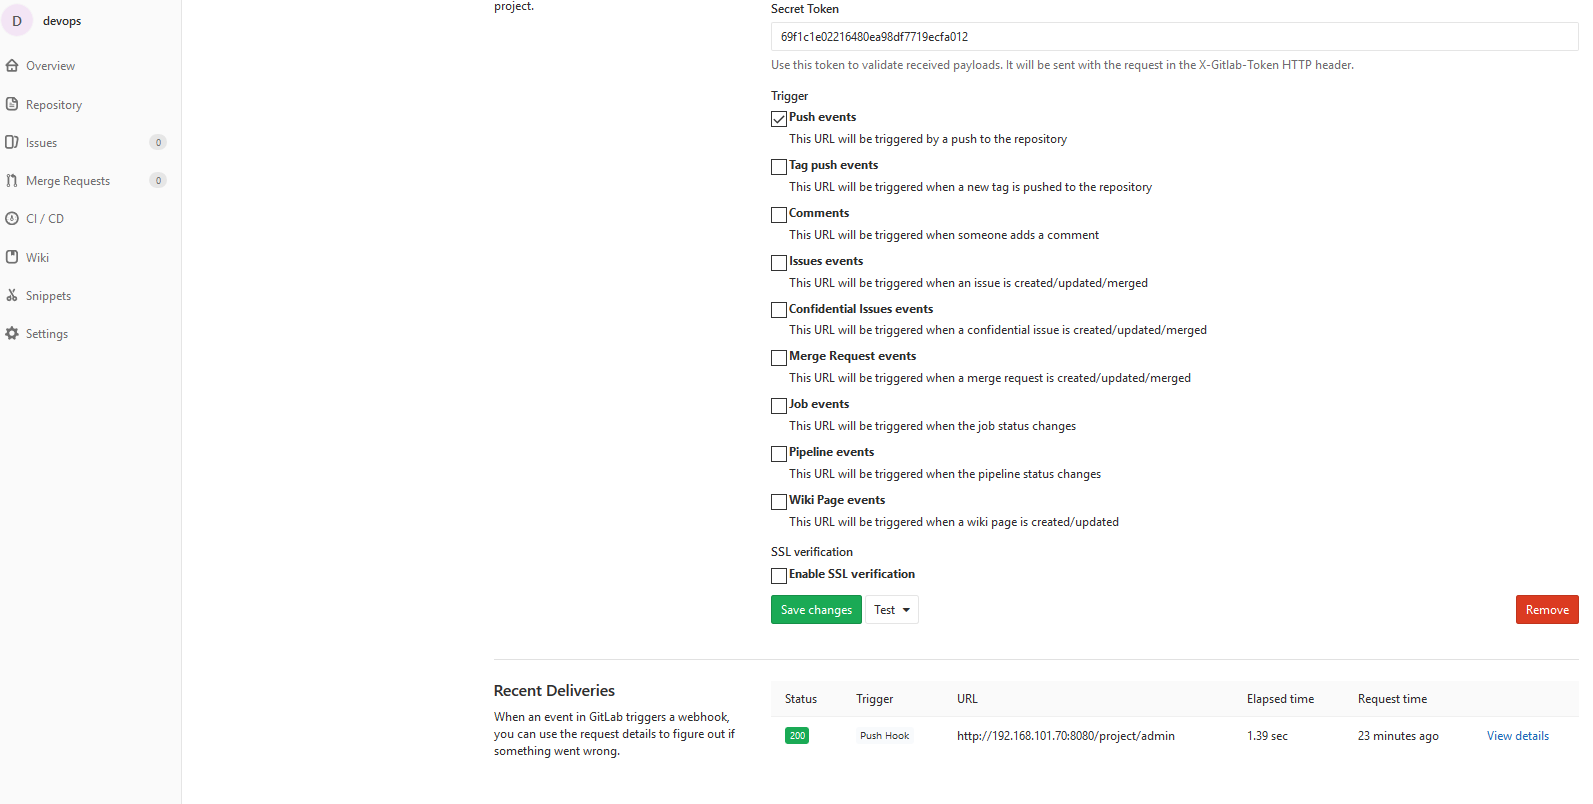 D devops
Overview
Repository
Issues 0
Merge Requests 0
CI / CD
Wiki
Snippets
Settings
project.
Secret Token
69f1c1e02216480ea98df7719ecfa012
Use this token to validate received payloads. It will be sent with the request in the X-Gitlab-Token HTTP header.
Trigger
Push events
This URL will be triggered by a push to the repository
Tag push events
This URL will be triggered when a new tag is pushed to the repository
Comments
This URL will be triggered when someone adds a comment
Issues events
This URL will be triggered when an issue is created/updated/merged
Confidential Issues events
This URL will be triggered when a confidential issue is created/updated/merged
Merge Request events
This URL will be triggered when a merge request is created/updated/merged
Job events
This URL will be triggered when the job status changes
Pipeline events
This URL will be triggered when the pipeline status changes
Wiki Page events
This URL will be triggered when a wiki page is created/updated
SSL verification
Enable SSL verification
Save changes Test Remove
Recent Deliveries
When an event in GitLab triggers a webhook,
you can use the request details to figure out if
something went wrong.
Status Trigger URL Elapsed time Request time
200 Push Hook http://192.168.101.70:8080/project/admin 1.39 sec 23 minutes ago View details